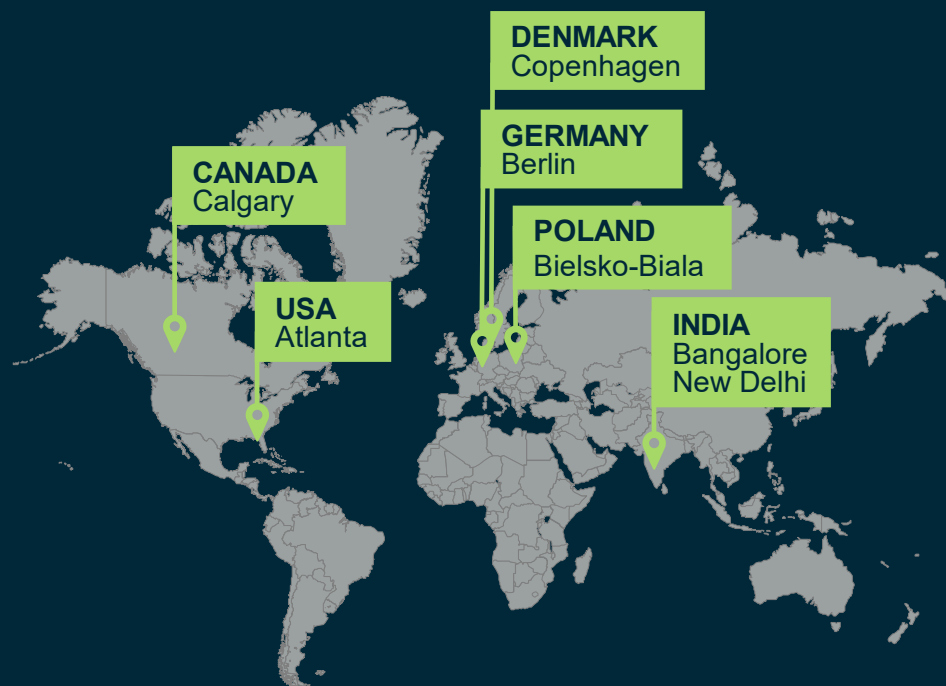 DENMARK
Copenhagen
GERMANY
Berlin
CANADA
Calgary
POLAND
Bielsko-Biala
USA
Atlanta
INDIA
Bangalore
New Delhi